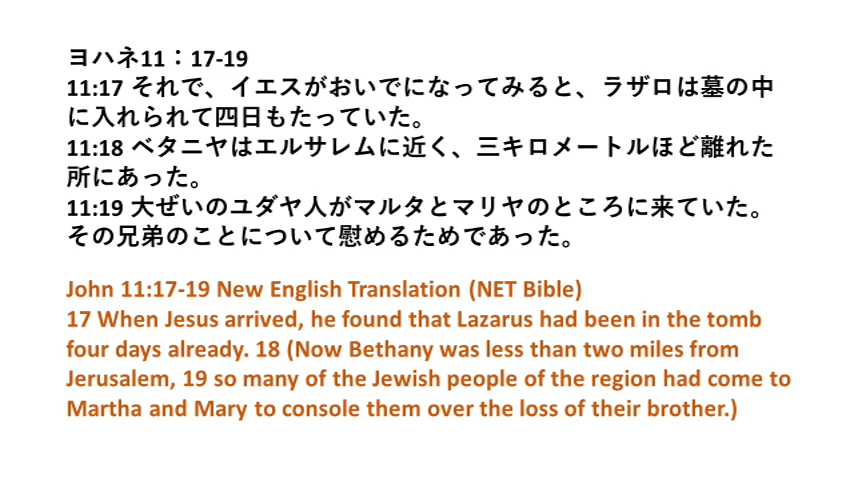 ヨハネ11：17-19
11:17 それで、イエスがおいでになってみると、ラザロは墓の中
に入れられて四日もたっていた。
11:18 ベタニヤはエルサレムに近く、三キロメートルほど離れた
所にあった。
11:19 大ぜいのユダヤ人がマルタとマリヤのところに来ていた。
その兄弟のことについて慰めるためであった。
John 11:17-19 New English Translation (NET Bible)
17 When Jesus arrived, he found that Lazarus had been in the tomb
four days already. 18 (Now Bethany was less than two miles from
Jerusalem, 19 so many of the Jewish people of the region had come to
Martha and Mary to console them over the loss of their brother.)